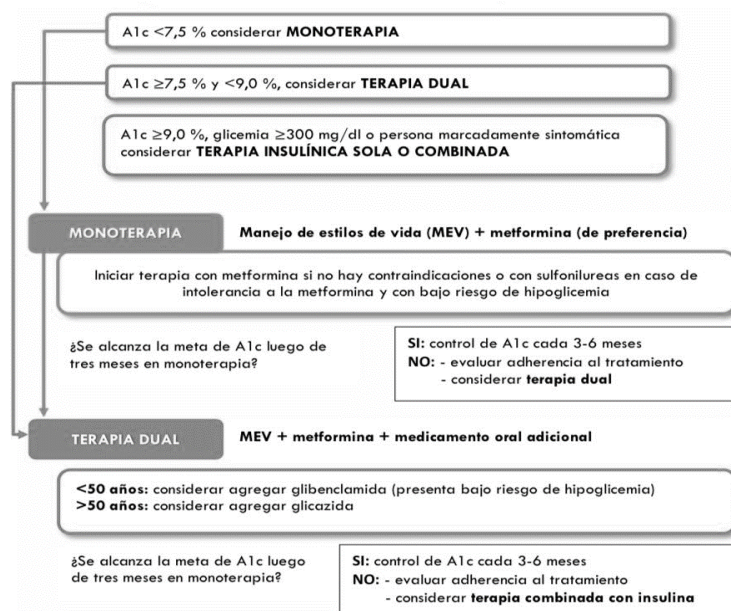 A1c <7,5 % considerar MONOTERAPIA
A1c ≥7,5 % y <9,0 %, considerar TERAPIA DUAL
A1c ≥9,0 %, glicemia ≥300 mg/dl o persona marcadamente sintomática
considerar TERAPIA INSULÍNICA SOLA O COMBINADA
MONOTERAPIA
Manejo de estilos de vida (MEV) + metformina (de preferencia)
Iniciar terapia con metformina si no hay contraindicaciones o con sulfonilureas en caso de
intolerancia a la metformina y con bajo riesgo de hipoglicemia
¿Se alcanza la meta de A1c luego de
tres meses en monoterapia?
SI: control de A1c cada 3-6 meses
NO: - evaluar adherencia al tratamiento
- considerar terapia dual
TERAPIA DUAL
MEV + metformina + medicamento oral adicional
<50 años: considerar agregar glibenclamida (presenta bajo riesgo de hipoglicemia)
>50 años: considerar agregar glicazida
¿Se alcanza la meta de A1c luego
de tres meses en monoterapia?
SI: control de A1c cada 3-6 meses
NO: - evaluar adherencia al tratamiento
- considerar terapia combinada con insulina